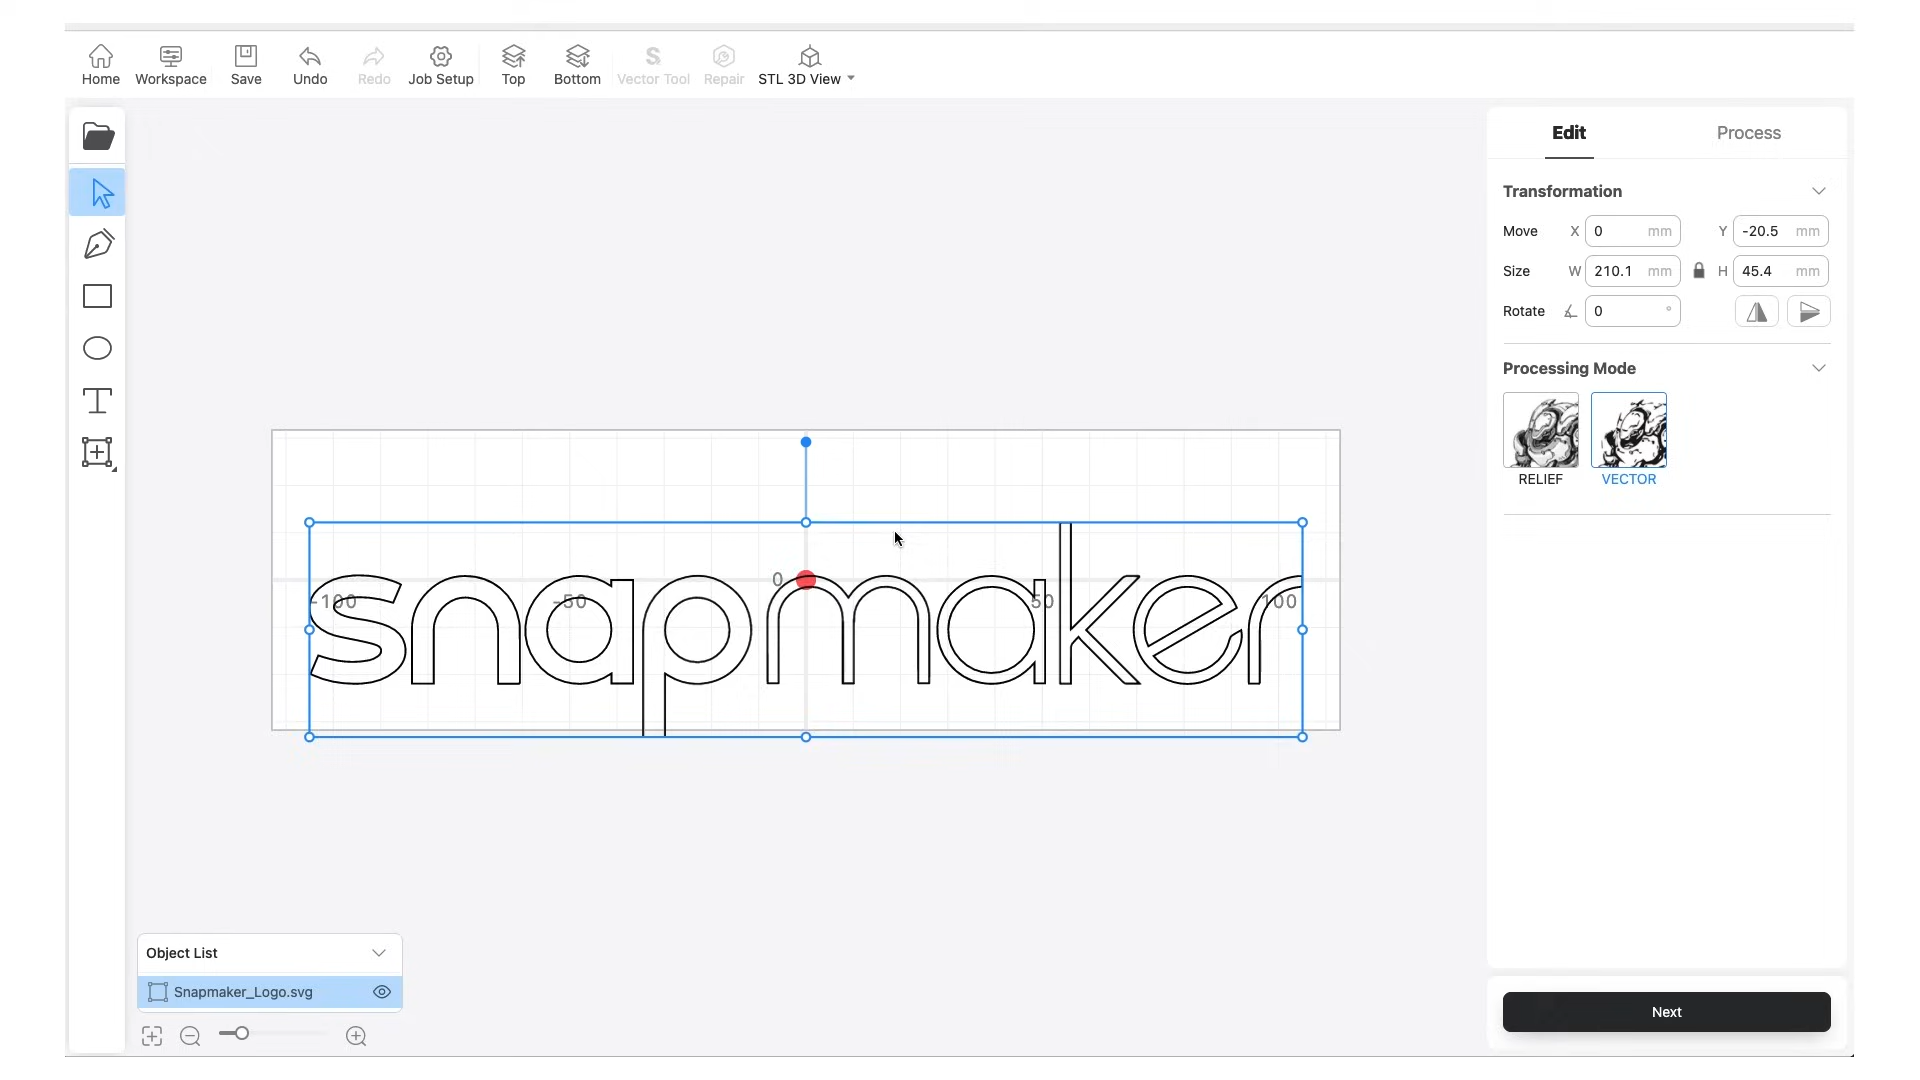 Home Workspace Save Undo Redo Job Setup Top Bottom Vector Tool Repair STL 3D View
Edit Process
Transformation
Move X 0 mm Y -20.5 mm
Size W 210.1 mm H 45.4 mm
Rotate 0 °
Processing Mode
RELIEF VECTOR
0
-100 -50 50 100
snapmaker
Object List
Snapmaker_Logo.svg
Next